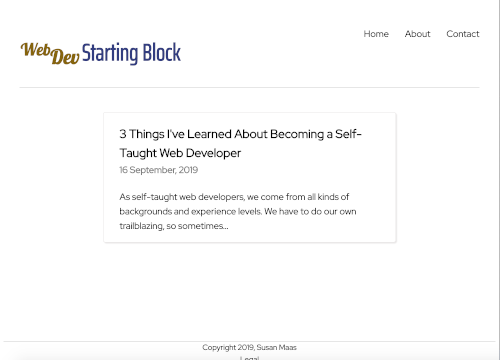 Web Dev Starting Block
Home About Contact
3 Things I've Learned About Becoming a Self-
Taught Web Developer
16 September, 2019
As self-taught web developers, we come from all kinds of
backgrounds and experience levels. We have to do our own
trailblazing, so sometimes...
Copyright 2019, Susan Maas
Legal